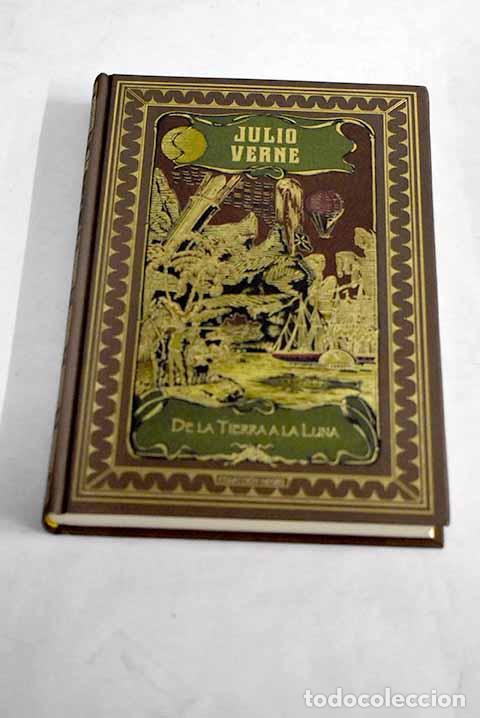 JULIO
VERNE
DE LA TIERRA A LA LUNA
todocoleccion